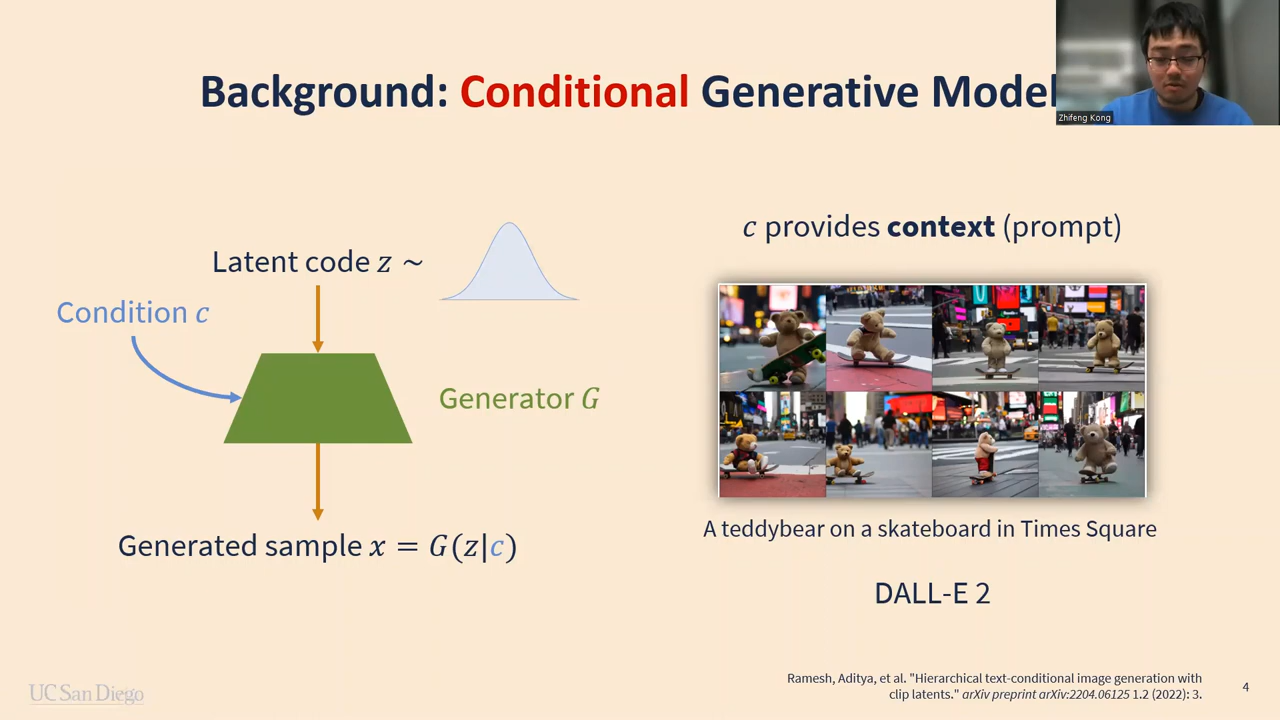 Background: Conditional Generative Model
Zhifeng Kong
Latent code z ~
Condition c
Generator G
Generated sample x = G(z|c)
c provides context (prompt)
A teddybear on a skateboard in Times Square
DALL-E 2
UC San Diego
Ramesh, Aditya, et al. "Hierarchical text-conditional image generation with
clip latents." arXiv preprint arXiv:2204.06125 1.2 (2022): 3.
4